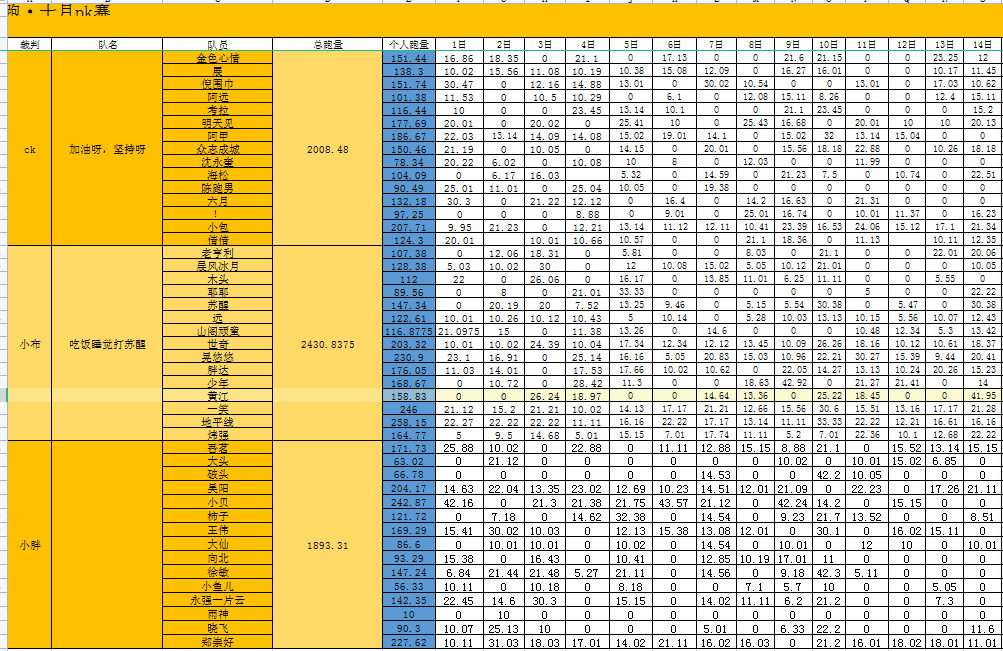 跑·十月pk赛
裁判 队名 队员 总跑量 个人跑量 1日 2日 3日 4日 5日 6日 7日 8日 9日 10日 11日 12日 13日 14日
金色心情 151.44 16.86 18.35 0 21.1 0 17.13 0 0 21.6 21.15 0 0 23.25 12
晨 138.3 10.02 15.56 11.08 10.19 10.38 15.08 12.09 0 16.27 16.01 0 0 10.17 11.45
倪围巾 151.74 30.47 0 12.16 14.88 13.01 0 30.02 10.54 0 0 13.01 0 17.03 10.62
阿远 101.38 11.53 0 10.5 10.29 0 6.1 0 12.08 15.11 8.26 0 0 12.4 15.11
考拉 116.44 10 0 0 23.45 13.14 10.1 0 0 21.1 23.45 0 0 0 15.2
明天见 177.69 20.01 0 20.02 0 25.41 10 0 25.43 16.68 0 20.01 10 10 20.13
阿甲 186.67 22.03 13.14 14.09 14.08 15.02 19.01 14.1 0 15.02 32 13.14 15.04 0 0
ck 加油呀，坚持呀 众志成城 2008.48 150.46 21.19 0 10.05 0 14.15 0 20.01 0 15.56 18.18 22.88 0 10.26 18.18
沈永銮 78.34 20.22 6.02 0 10.08 10 8 0 12.03 0 0 11.99 0 0 0
海松 104.09 0 6.17 16.03 5.32 0 14.59 0 21.23 7.5 0 10.74 0 22.51
陈跑男 90.49 25.01 11.01 0 25.04 10.05 0 19.38 0 0 0 0 0 0 0
六月 132.18 30.3 0 21.22 12.12 0 16.4 0 14.2 16.63 0 21.31 0 0 0
! 97.25 0 0 0 8.88 0 9.01 0 25.01 16.74 0 10.01 11.37 0 16.23
小包 207.71 9.95 21.23 0 12.21 13.14 11.12 12.11 10.41 23.39 16.53 24.06 15.12 17.1 21.34
倩倩 124.3 20.01 10.01 10.66 10.57 0 0 21.1 18.36 0 11.13 10.11 12.35
老亨利 107.38 0 12.06 18.31 0 5.81 0 0 8.03 0 21.1 0 0 22.01 20.06
晨风冰月 128.38 5.03 10.02 30 0 12 10.08 15.02 5.05 10.12 21.01 0 0 0 10.05
木头 112 22 0 26.06 0 16.17 0 13.85 11.01 6.25 11.11 0 0 5.55 0
耶耶 89.56 0 8 0 21.01 33.33 0 0 0 0 0 5 0 0 22.22
苏醒 147.34 0 20.19 20 7.52 13.25 9.46 0 5.15 5.54 30.38 0 5.47 0 30.38
远 122.61 10.01 10.26 10.12 10.43 5 10.14 0 5.28 10.03 13.13 10.15 5.56 10.07 12.43
山阁顽童 116.8775 21.0975 15 0 11.38 13.26 0 14.6 0 0 0 10.48 12.34 5.3 13.42
小布 吃饭睡觉打苏醒 世奇 2430.8375 203.32 10.01 10.02 24.39 10.04 17.34 12.34 12.12 13.45 10.09 26.26 18.16 10.12 10.61 18.37
晃悠悠 230.9 23.1 16.91 0 25.14 16.16 5.05 20.83 15.03 10.96 22.21 30.27 15.39 9.44 20.41
胖达 176.05 11.03 14.01 0 17.53 17.66 10.02 10.62 0 22.05 14.27 13.13 10.24 20.26 15.23
少年 168.67 0 10.72 0 28.42 11.3 0 0 18.63 42.92 0 21.27 21.41 0 14
黄江 158.83 0 0 26.24 18.97 0 0 14.64 13.36 0 25.22 18.45 0 0 41.95
一笑 246 21.12 15.2 21.21 10.02 14.13 17.17 21.21 12.66 15.56 30.6 15.51 13.16 17.17 21.28
地平线 258.15 22.27 22.22 22.22 11.11 16.16 22.22 17.17 13.14 11.11 33.33 22.22 12.21 16.61 16.16
炜强 164.77 5 9.5 14.68 5.01 15.15 7.01 17.74 11.11 5.2 7.01 22.36 10.1 12.68 22.22
吾茗 171.73 25.88 10.02 0 22.88 0 11.11 12.88 15.15 8.88 21.1 0 15.52 13.14 15.15
大头 63.02 0 21.12 0 0 0 0 0 0 10.02 0 10.01 15.02 6.85 0
破头 66.78 0 0 0 0 0 0 14.53 0 42.2 10.05 0 0 0
吴阳 204.17 14.63 22.04 13.35 23.02 12.69 10.23 14.51 12.01 21.09 0 22.23 0 17.26 21.11
小贝 242.87 42.16 0 21.3 21.38 21.75 43.57 21.12 0 42.24 14.2 0 15.15 0 0
柿子 121.72 0 7.18 0 14.62 32.38 0 14.54 0 9.23 21.7 13.52 0 0 8.51
王伟 169.29 15.41 30.02 10.03 0 12.13 15.38 13.08 12.01 0 30.1 0 16.02 15.11 0
小胖 大仙 1893.31 86.6 0 10.01 10.01 0 10.02 0 14.54 0 10.01 0 12 10 0 10.01
向北 93.29 15.38 0 16.43 0 10.41 0 12.85 10.19 17.01 11 0 0 0 0
徐敏 147.24 6.84 21.44 21.48 5.27 21.11 0 14.56 0 9.18 42.3 5.11 0 0 0
小鱼儿 56.33 10.11 0 10.18 0 8.18 0 0 7.1 5.7 10 0 0 5.05 0
永强一片云 142.35 22.45 14.6 30.3 0 15.15 0 14.02 11.11 6.2 21.2 0 0 7.3 0
雨神 10 0 10 0 0 0 0 0 0 0 0 0 0 0 0
晓飞 90.3 10.07 25.13 10 0 0 0 5.01 0 6.33 22.2 0 0 0 11.6
郑崇好 227.62 10.11 31.03 18.03 17.01 14.02 21.11 16.02 16.03 0 21.2 16.01 18.02 18.01 11.01